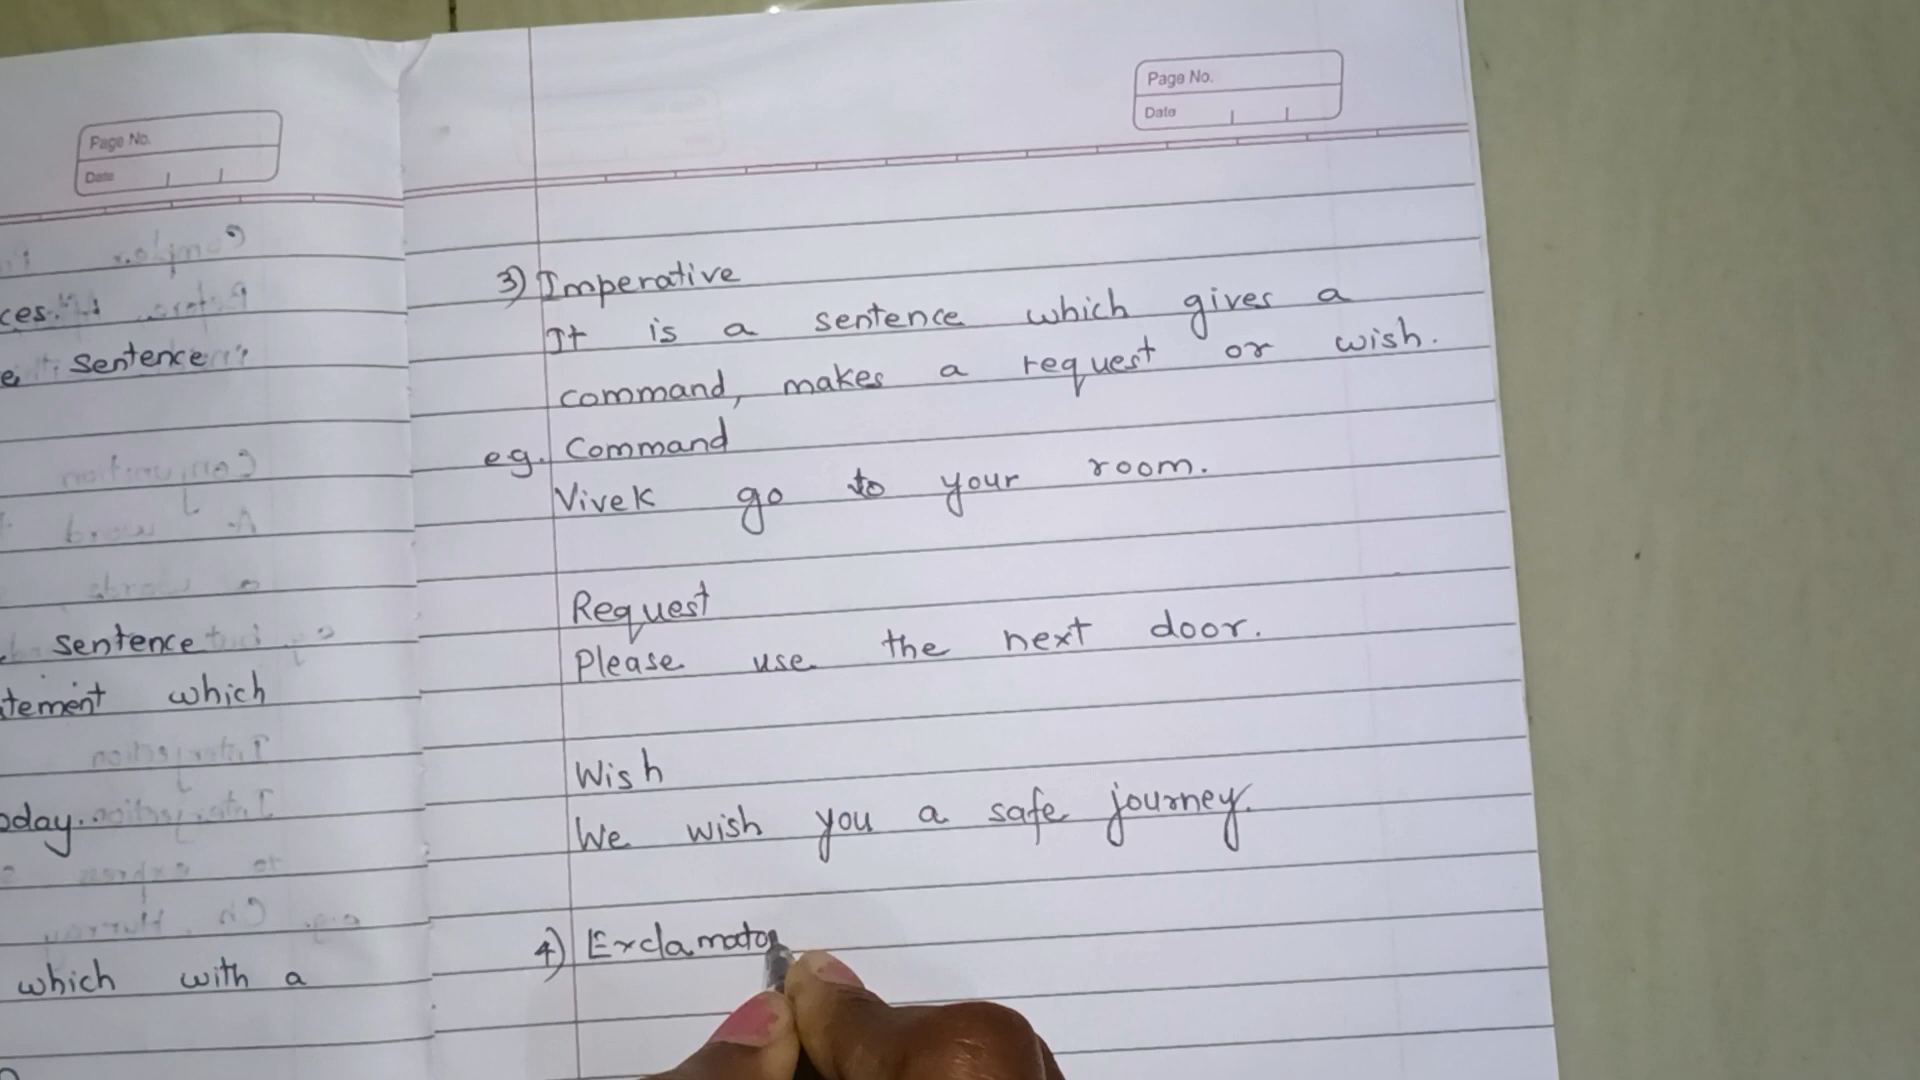 Page No.
Date
ces.
e sentence
sentence
tement which
oday.
which with a
Page No.
Date
3) Imperative
It is a sentence which gives a
command, makes a request or wish.
eg. Command
Vivek go to your room.
Request
Please use the next door.
Wish
We wish you a safe journey.
4) Exclamato